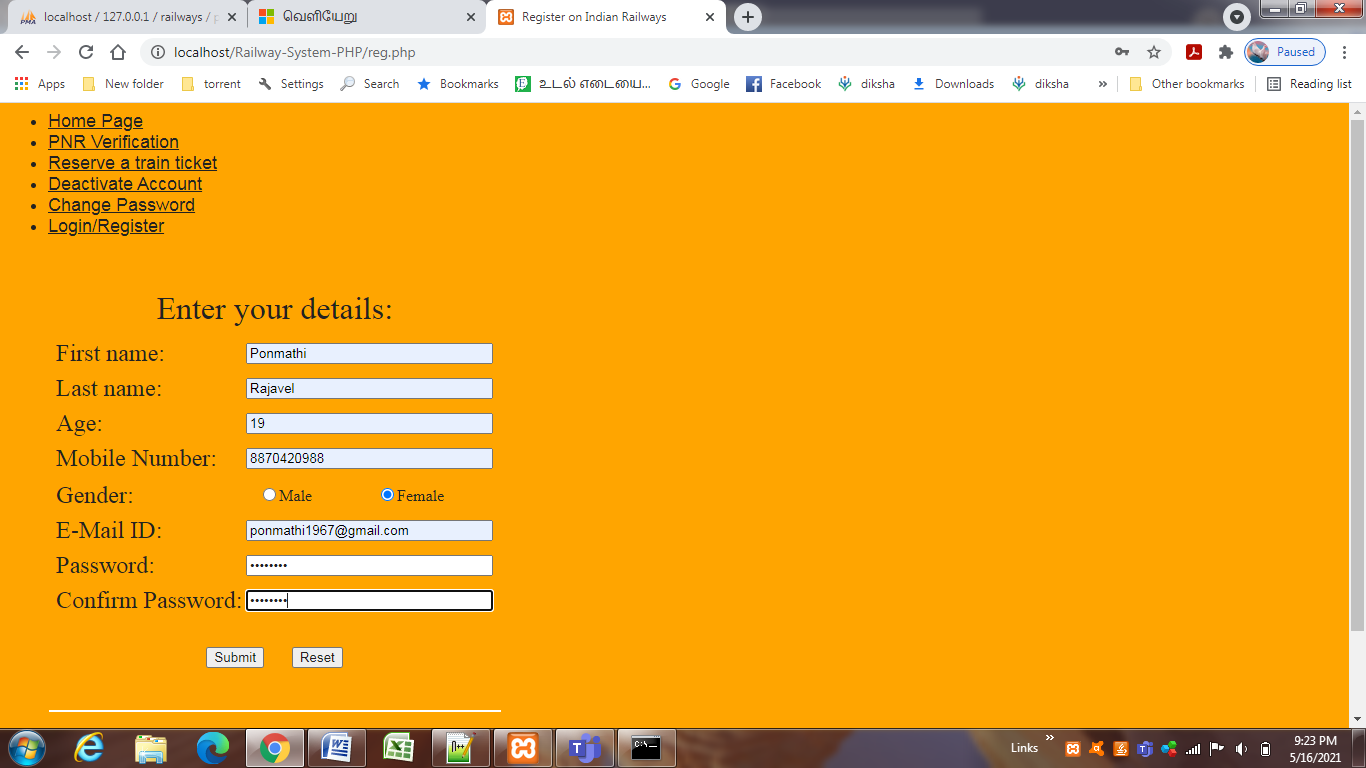 localhost / 127.0.0.1 / railways / p
வெளியேறு
Register on Indian Railways
localhost/Railway-System-PHP/reg.php
Paused
Apps
New folder
torrent
Settings
Search
Bookmarks
உடல் எடையை...
Google
Facebook
diksha
Downloads
diksha
»
Other bookmarks
Reading list
• Home Page
• PNR Verification
• Reserve a train ticket
• Deactivate Account
• Change Password
• Login/Register
Enter your details:
First name: Ponmathi
Last name: Rajavel
Age: 19
Mobile Number: 8870420988
Gender: Male Female
E-Mail ID: ponmathi1967@gmail.com
Password: ••••••••
Confirm Password: ••••••••
Submit Reset
Links » 9:23 PM
5/16/2021